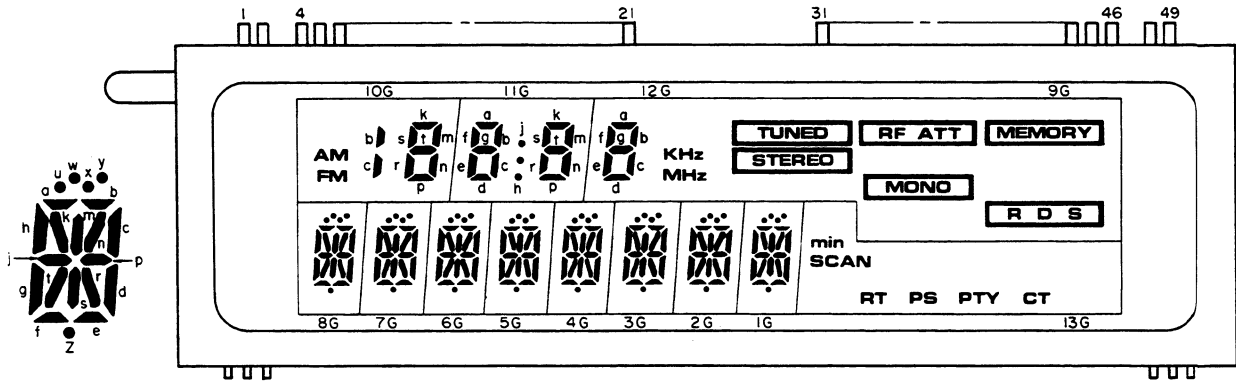 1 4 21 31 46 49
10G 11G 12G 9G
k a j k a
b s t m f g b s t m f g b
c r n e c r n e c
p d h p d
AM KHz
FM MHz
TUNED RF ATT MEMORY
STEREO
MONO
R D S
min
SCAN
RT PS PTY CT
8G 7G 6G 5G 4G 3G 2G 1G 13G
w y
u x
a b
h k m c
n
j p
t r
g s d
f e
Z